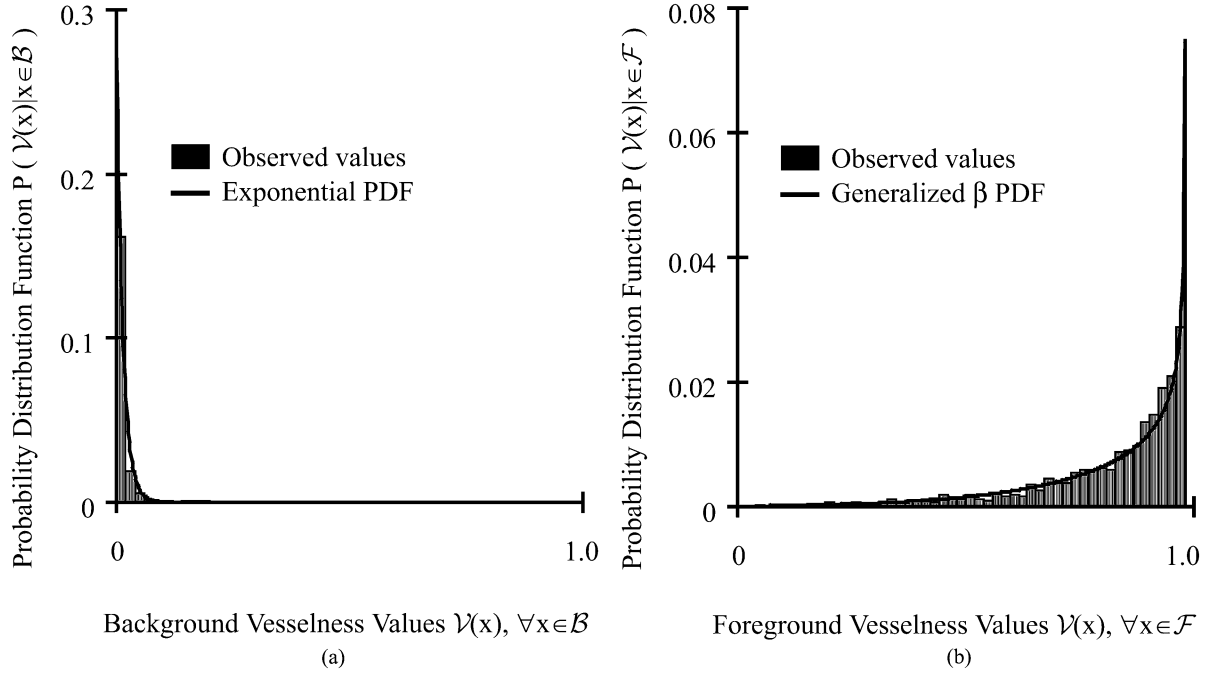 Probability Distribution Function P ( 𝒱(x)|x∈ℬ )
0.3
0.2
0.1
0
Observed values
Exponential PDF
0
1.0
Background Vesselness Values 𝒱(x), ∀x∈ℬ
(a)
Probability Distribution Function P ( 𝒱(x)|x∈ℱ )
0.08
0.06
0.04
0.02
0
Observed values
Generalized β PDF
0
1.0
Foreground Vesselness Values 𝒱(x), ∀x∈ℱ
(b)